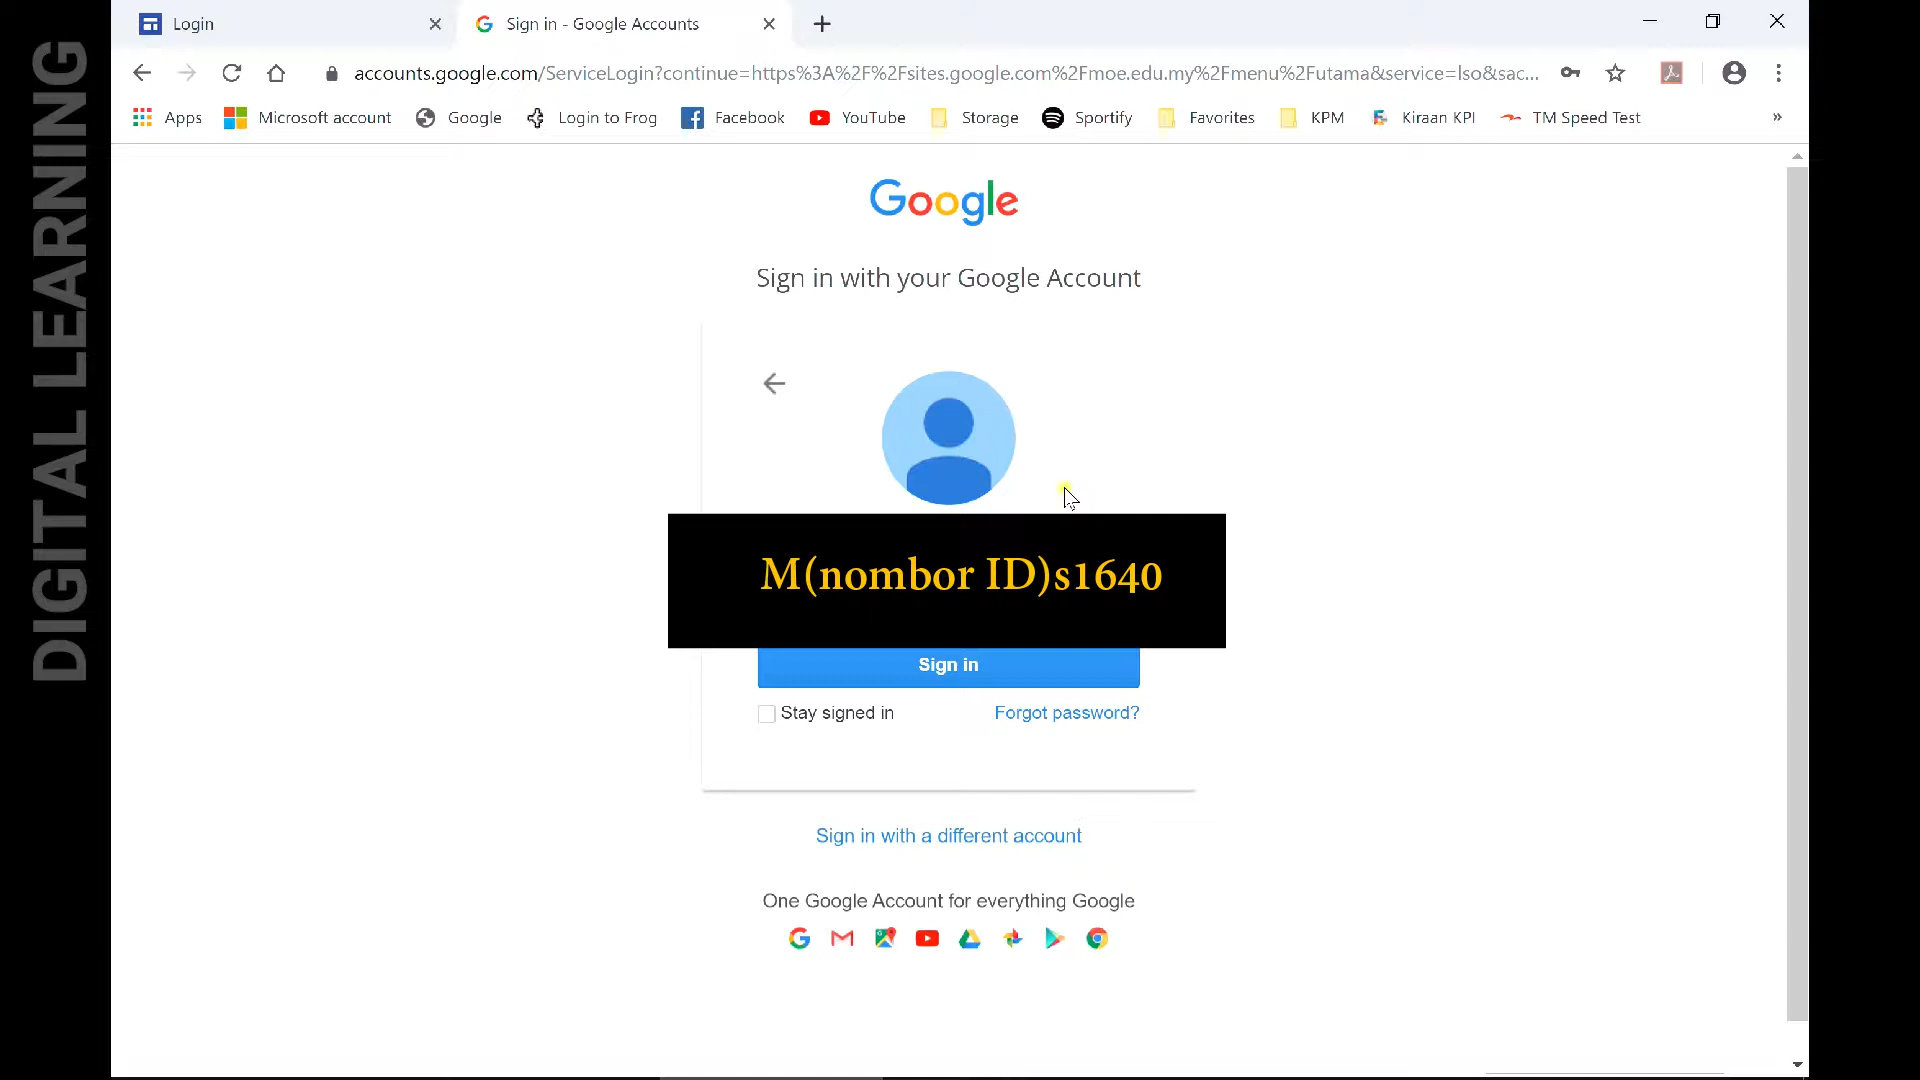 DIGITAL LEARNING
Login
Sign in - Google Accounts
accounts.google.com/ServiceLogin?continue=https%3A%2F%2Fsites.google.com%2Fmoe.edu.my%2Fmenu%2Futama&service=lso&sac...
Apps Microsoft account Google Login to Frog Facebook YouTube Storage Sportify Favorites KPM Kiraan KPI TM Speed Test »
Google
Sign in with your Google Account
M(nombor ID)s1640
Sign in
Stay signed in Forgot password?
Sign in with a different account
One Google Account for everything Google